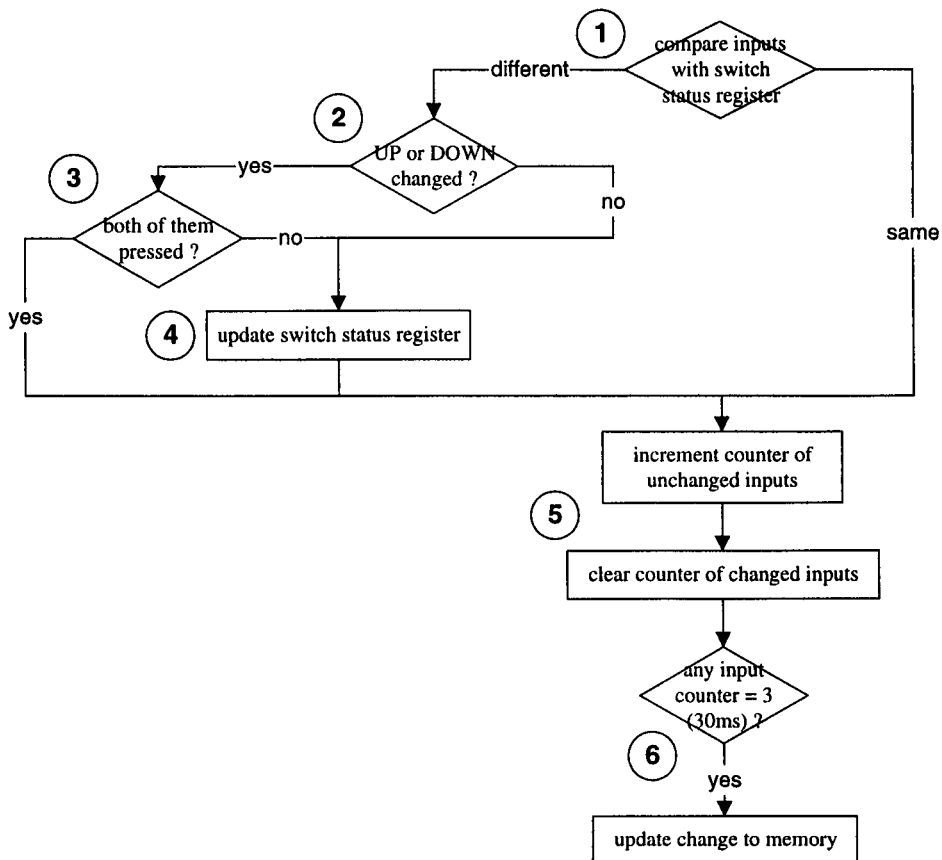 1
compare inputs
with switch
status register
different
same
2
UP or DOWN
changed ?
yes
no
3
both of them
pressed ?
no
yes
4
update switch status register
increment counter of
unchanged inputs
5
clear counter of changed inputs
any input
counter = 3
(30ms) ?
6
yes
update change to memory